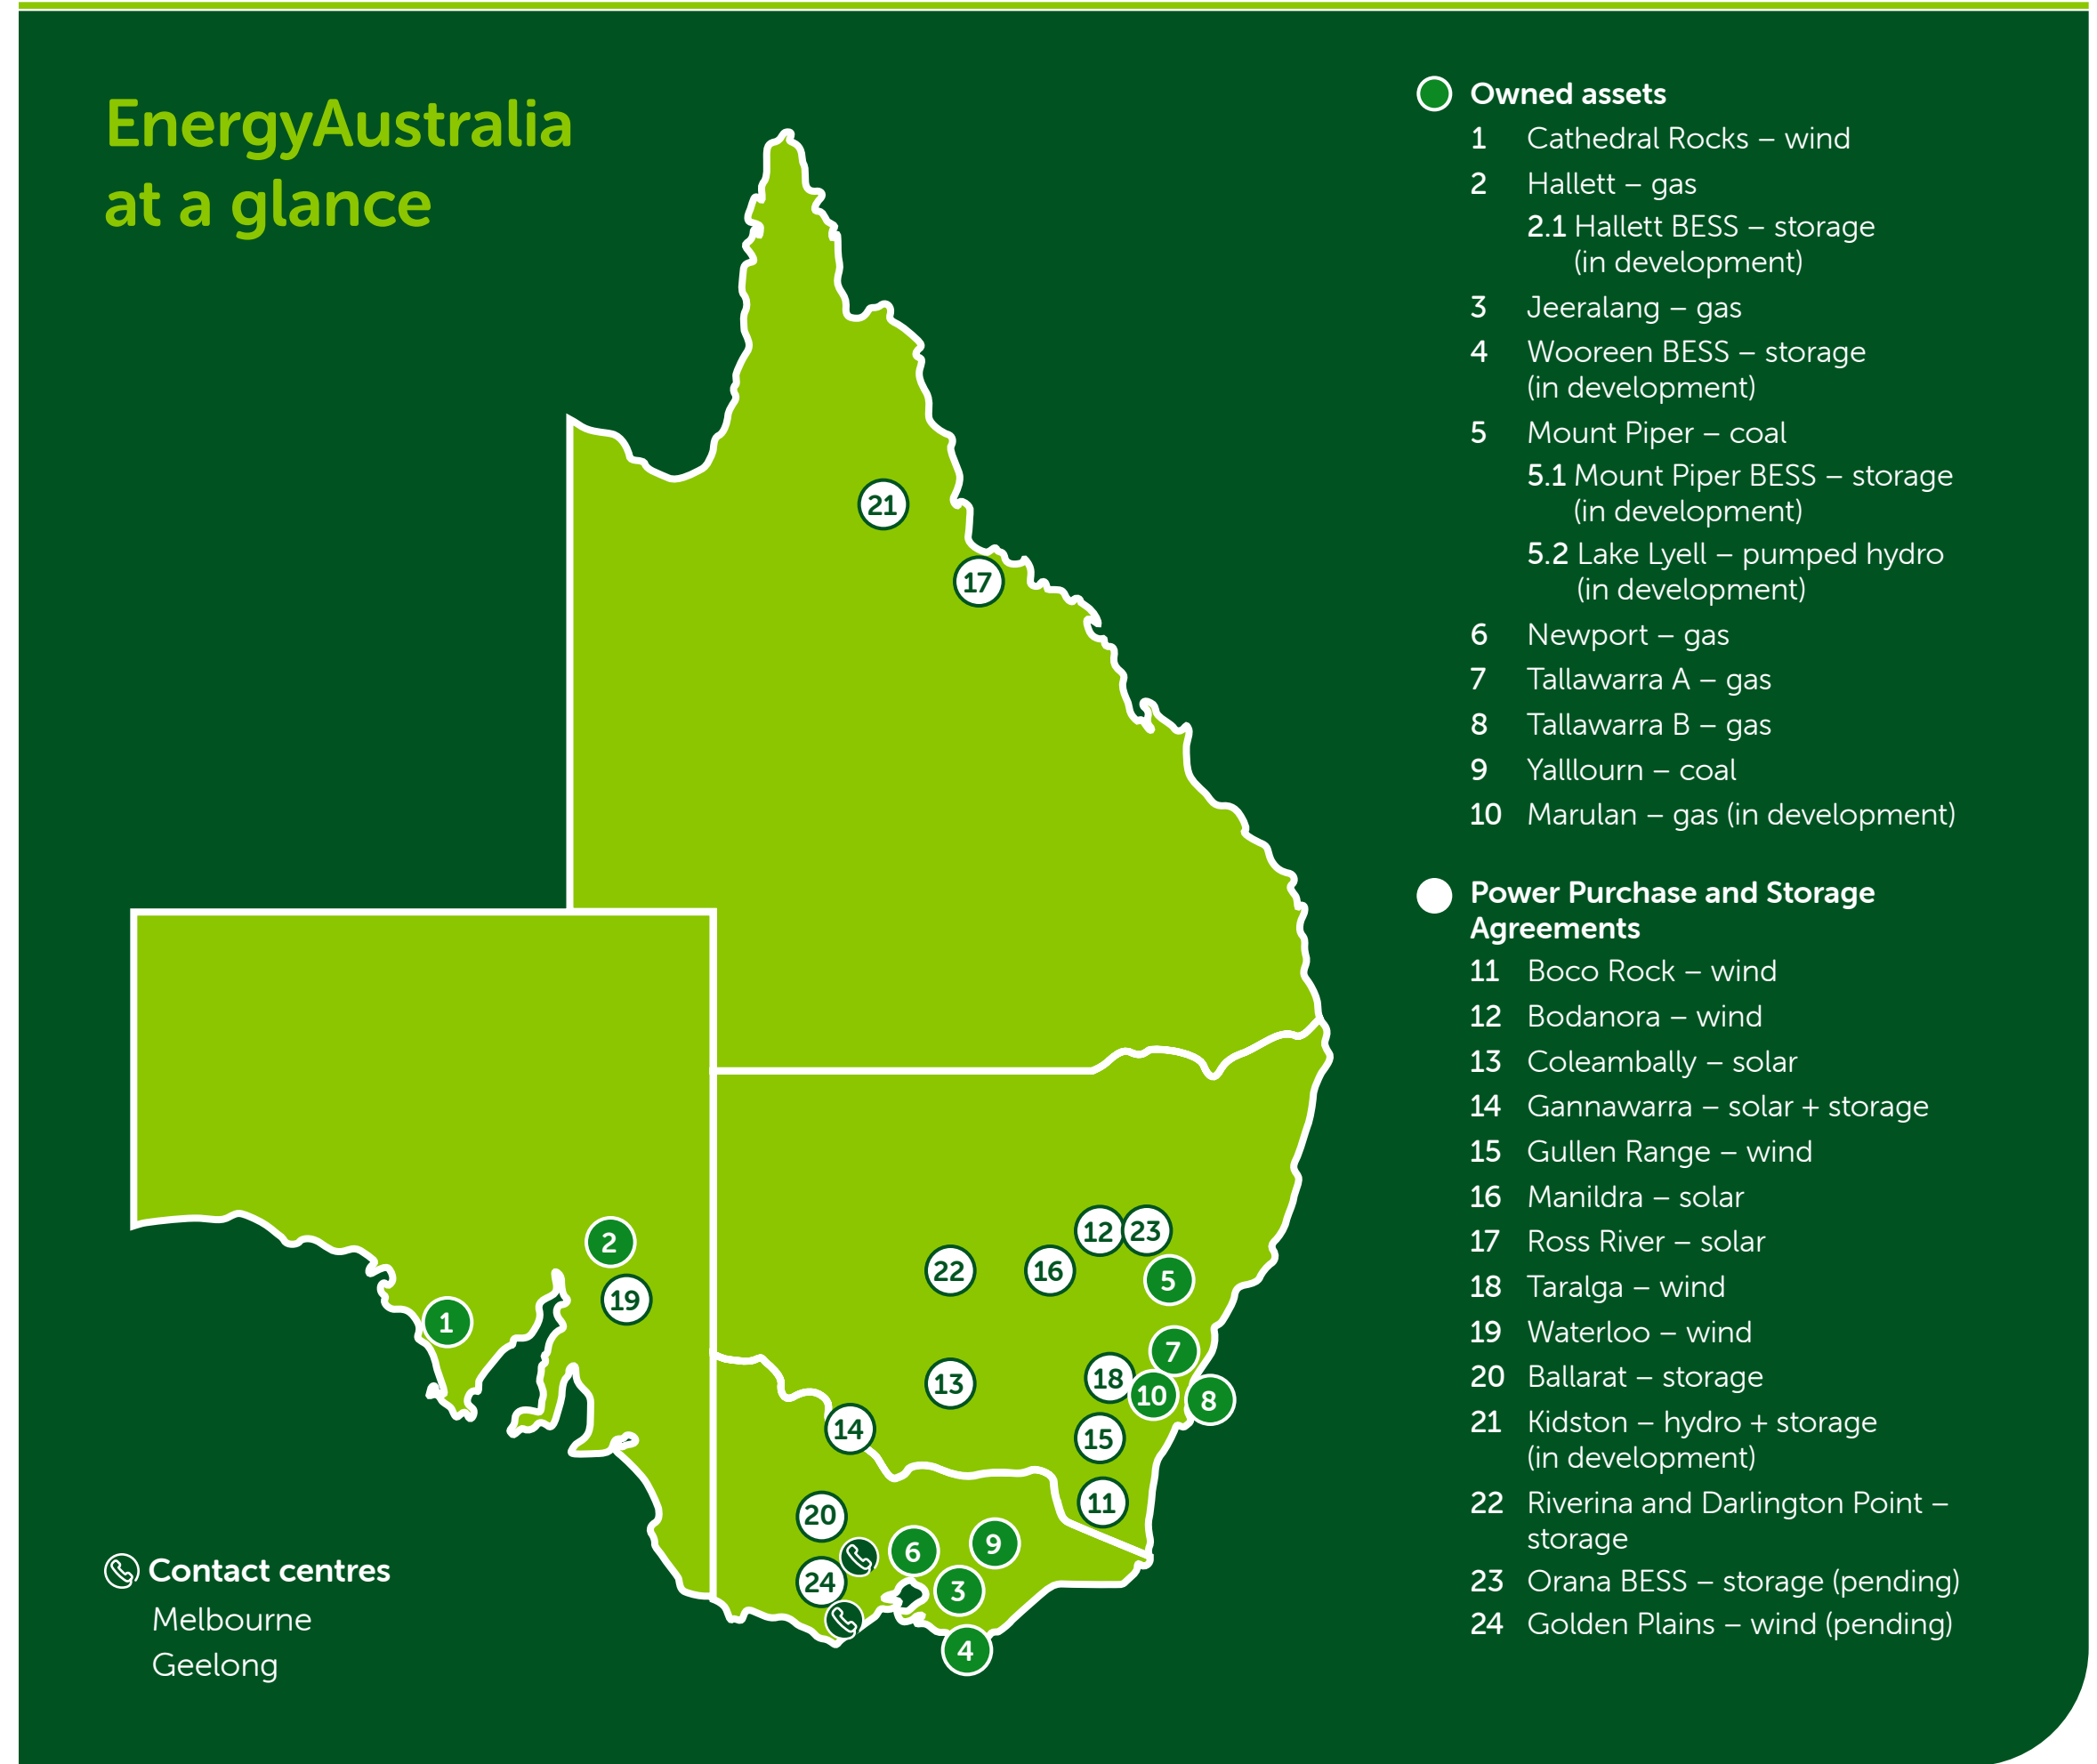 EnergyAustralia
at a glance
Owned assets
1 Cathedral Rocks – wind
2 Hallett – gas
2.1 Hallett BESS – storage
(in development)
3 Jeeralang – gas
4 Wooreen BESS – storage
(in development)
5 Mount Piper – coal
5.1 Mount Piper BESS – storage
(in development)
5.2 Lake Lyell – pumped hydro
(in development)
6 Newport – gas
7 Tallawarra A – gas
8 Tallawarra B – gas
9 Yalllourn – coal
10 Marulan – gas (in development)
Power Purchase and Storage
Agreements
11 Boco Rock – wind
12 Bodanora – wind
13 Coleambally – solar
14 Gannawarra – solar + storage
15 Gullen Range – wind
16 Manildra – solar
17 Ross River – solar
18 Taralga – wind
19 Waterloo – wind
20 Ballarat – storage
21 Kidston – hydro + storage
(in development)
22 Riverina and Darlington Point –
storage
23 Orana BESS – storage (pending)
24 Golden Plains – wind (pending)
21
17
12 23
2
22 16
5
19
1
7
18
13
10
8
14
15
11
20
9
6
24
3
4
Contact centres
Melbourne
Geelong